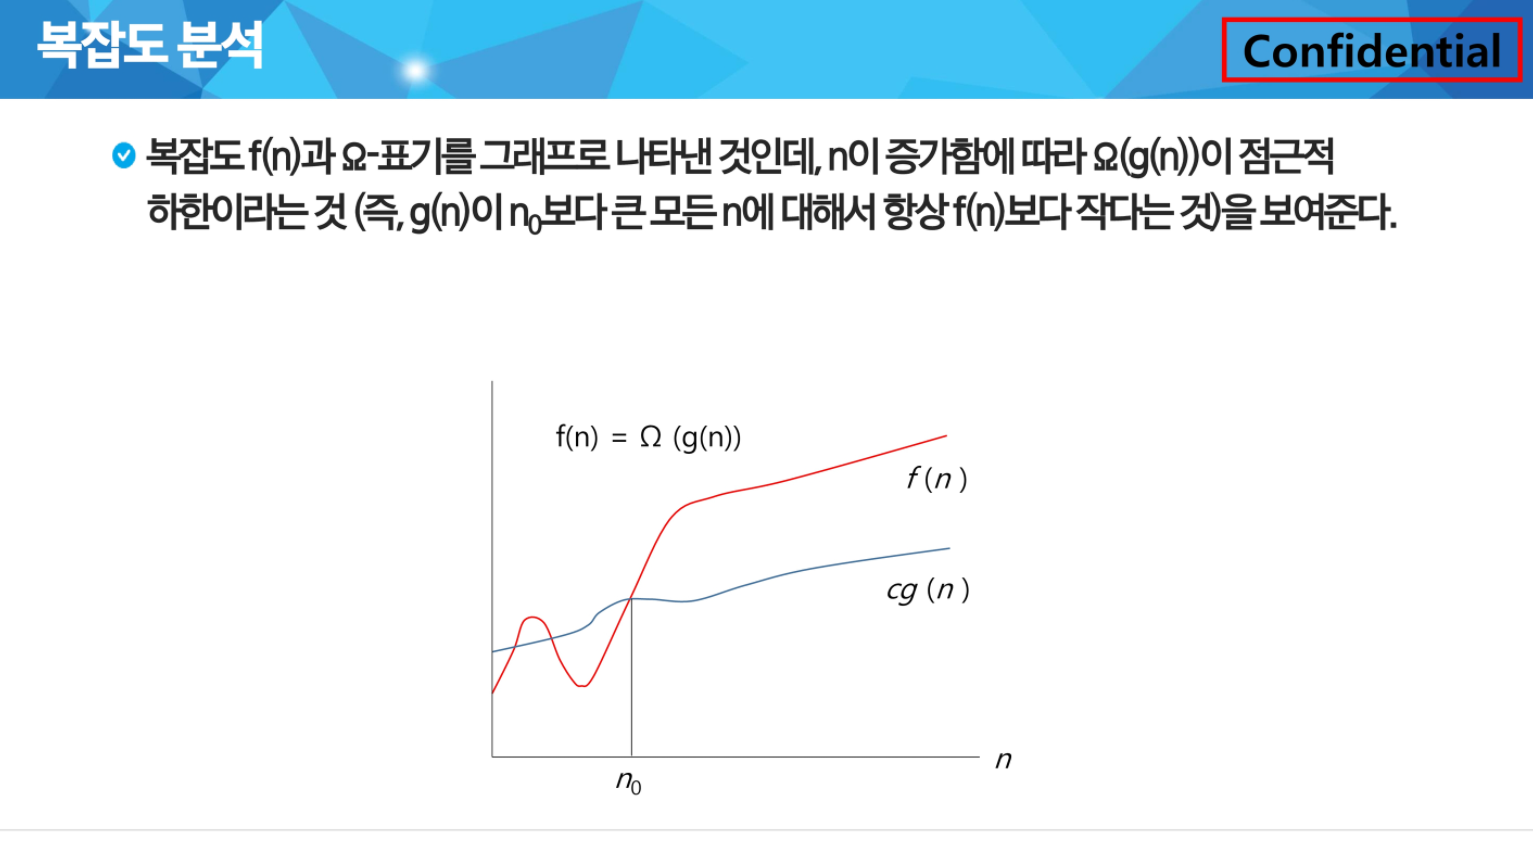 복잡도 분석
Confidential
복잡도 f(n)과 Ω-표기를 그래프로 나타낸 것인데, n이 증가함에 따라 Ω(g(n))이 점근적
하한이라는 것 (즉, g(n)이 n₀보다 큰 모든 n에 대해서 항상 f(n)보다 작다는 것)을 보여준다.
f(n) = Ω (g(n))
f (n )
cg (n )
n
n₀